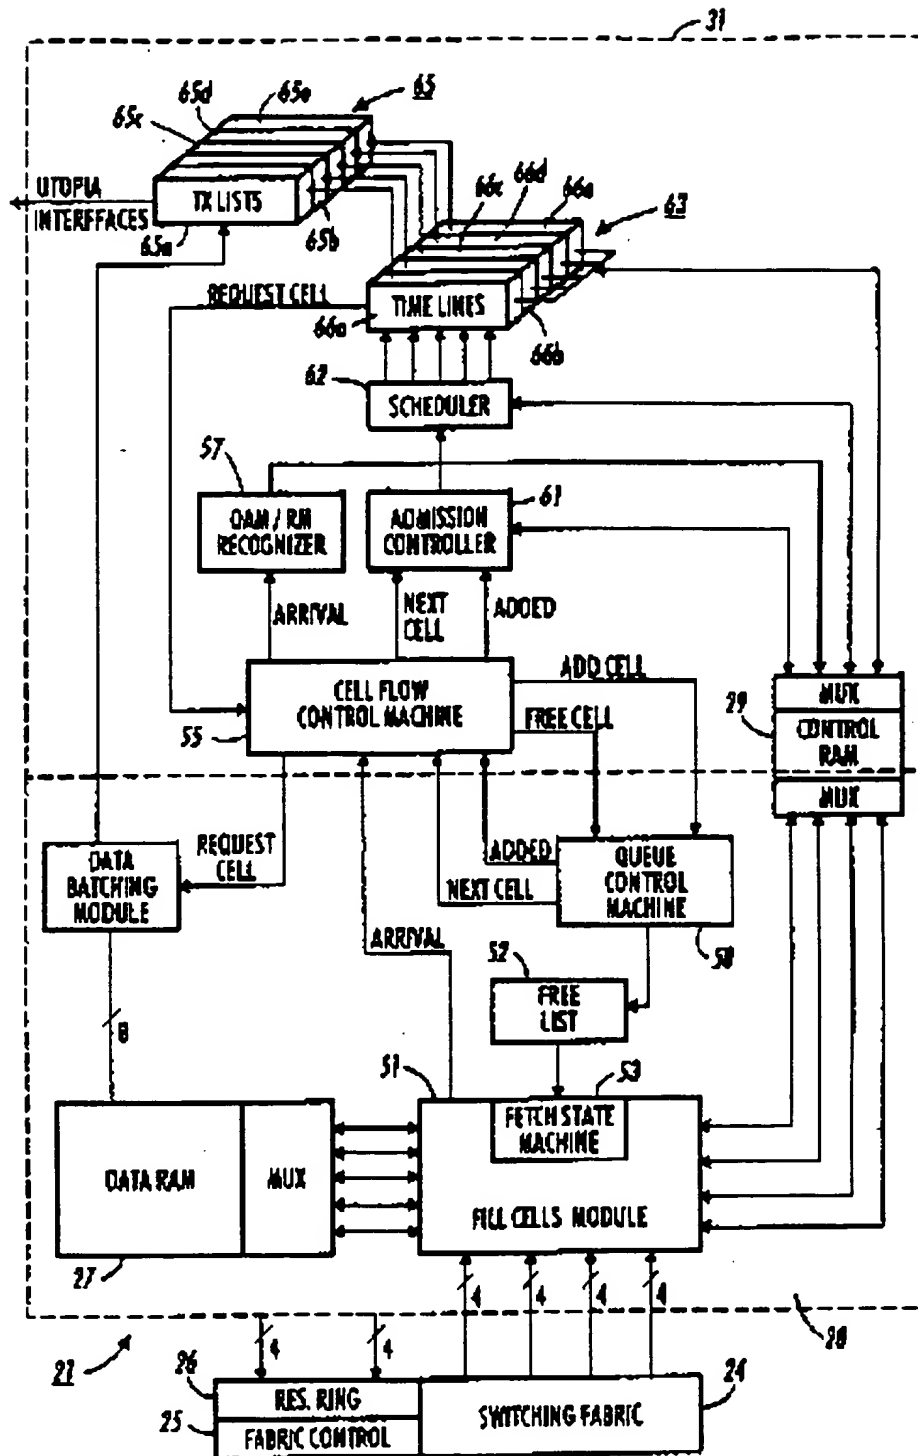 31
65d
65e
65
65c
66d
66e
66c
63
UTOPIA
INTERFFACES
TX LISTS
65a
65b
REQUEST CELL
TIME LINES
66a
66b
62
SCHEDULER
57
61
OAM / RM
RECOGNIZER
ADMISSION
CONTROLLER
ARRIVAL
NEXT
CELL
ADDED
ADD CELL
CELL FLOW
CONTROL MACHINE
FREE CELL
55
29
MUX
CONTROL
RAM
MUX
DATA
BATCHING
MODULE
REQUEST
CELL
ADDED
NEXT CELL
QUEUE
CONTROL
MACHINE
ARRIVAL
52
58
FREE
LIST
8
51
53
FETCH STATE
MACHINE
DATA RAM
MUX
FILL CELLS MODULE
27
4
4
4
4
28
4
4
26
24
RES. RING
SWITCHING FABRIC
25
FABRIC CONTROL